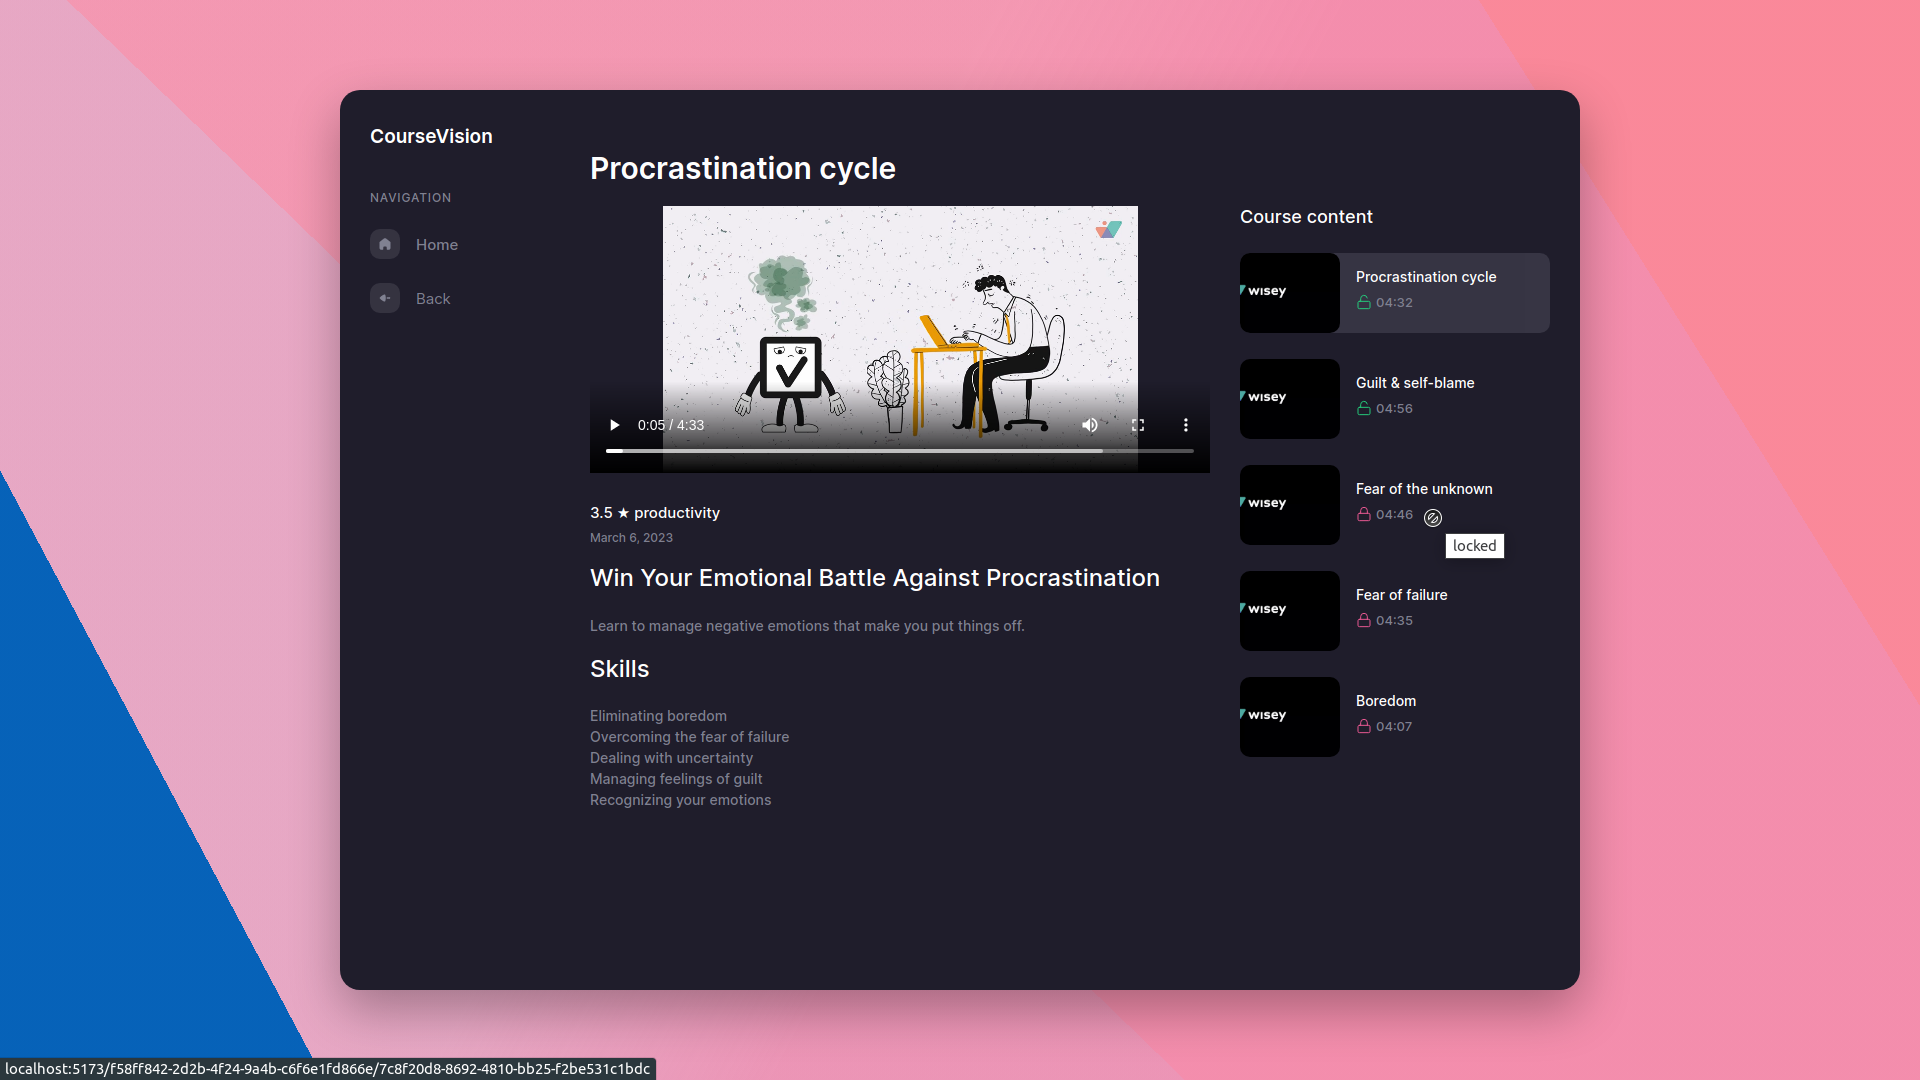 CourseVision
NAVIGATION
Home
Back
Procrastination cycle
0:05 / 4:33
3.5 ★ productivity
March 6, 2023
Win Your Emotional Battle Against Procrastination
Learn to manage negative emotions that make you put things off.
Skills
Eliminating boredom
Overcoming the fear of failure
Dealing with uncertainty
Managing feelings of guilt
Recognizing your emotions
Course content
wisey
Procrastination cycle
04:32
wisey
Guilt & self-blame
04:56
wisey
Fear of the unknown
04:46
locked
wisey
Fear of failure
04:35
wisey
Boredom
04:07
localhost:5173/f58ff842-2d2b-4f24-9a4b-c6f6e1fd866e/7c8f20d8-8692-4810-bb25-f2be531c1bdc